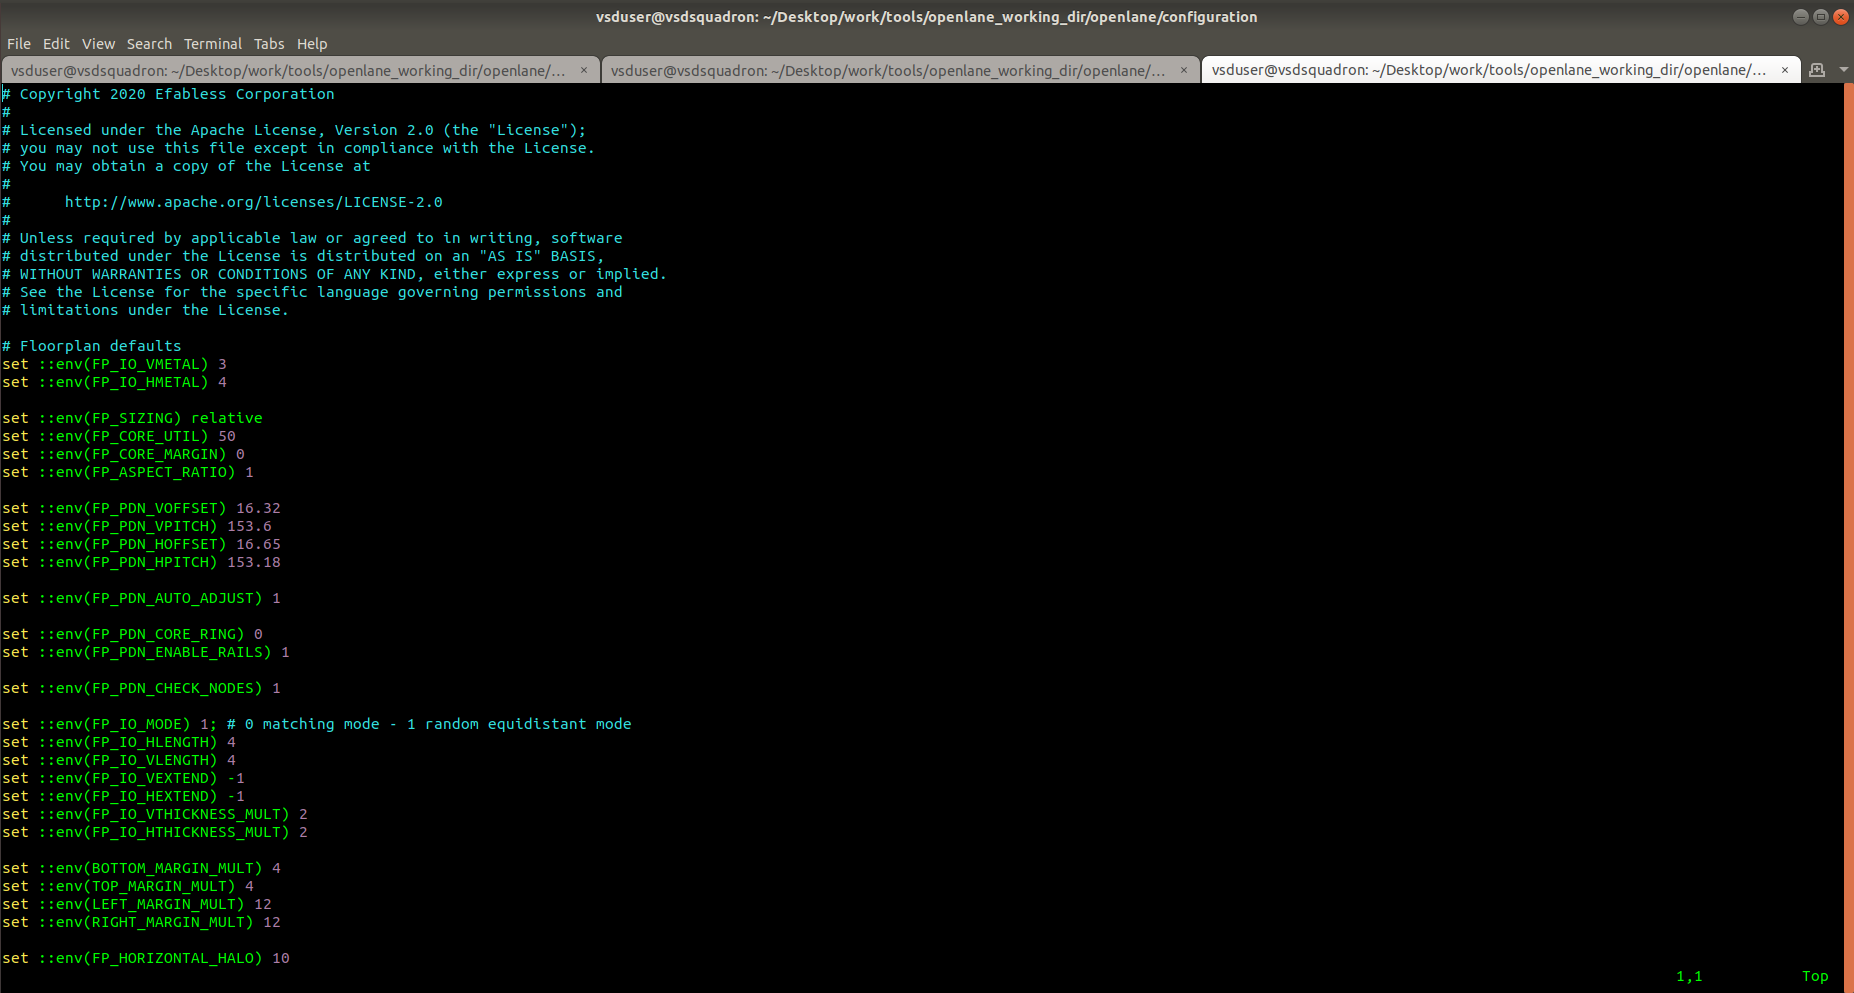 vsduser@vsdsquadron: ~/Desktop/work/tools/openlane_working_dir/openlane/configuration
File Edit View Search Terminal Tabs Help
vsduser@vsdsquadron: ~/Desktop/work/tools/openlane_working_dir/openlane/... × vsduser@vsdsquadron: ~/Desktop/work/tools/openlane_working_dir/openlane/... × vsduser@vsdsquadron: ~/Desktop/work/tools/openlane_working_dir/openlane/... ×
# Copyright 2020 Efabless Corporation
#
# Licensed under the Apache License, Version 2.0 (the "License");
# you may not use this file except in compliance with the License.
# You may obtain a copy of the License at
#
#      http://www.apache.org/licenses/LICENSE-2.0
#
# Unless required by applicable law or agreed to in writing, software
# distributed under the License is distributed on an "AS IS" BASIS,
# WITHOUT WARRANTIES OR CONDITIONS OF ANY KIND, either express or implied.
# See the License for the specific language governing permissions and
# limitations under the License.
# Floorplan defaults
set ::env(FP_IO_VMETAL) 3
set ::env(FP_IO_HMETAL) 4
set ::env(FP_SIZING) relative
set ::env(FP_CORE_UTIL) 50
set ::env(FP_CORE_MARGIN) 0
set ::env(FP_ASPECT_RATIO) 1
set ::env(FP_PDN_VOFFSET) 16.32
set ::env(FP_PDN_VPITCH) 153.6
set ::env(FP_PDN_HOFFSET) 16.65
set ::env(FP_PDN_HPITCH) 153.18
set ::env(FP_PDN_AUTO_ADJUST) 1
set ::env(FP_PDN_CORE_RING) 0
set ::env(FP_PDN_ENABLE_RAILS) 1
set ::env(FP_PDN_CHECK_NODES) 1
set ::env(FP_IO_MODE) 1; # 0 matching mode - 1 random equidistant mode
set ::env(FP_IO_HLENGTH) 4
set ::env(FP_IO_VLENGTH) 4
set ::env(FP_IO_VEXTEND) -1
set ::env(FP_IO_HEXTEND) -1
set ::env(FP_IO_VTHICKNESS_MULT) 2
set ::env(FP_IO_HTHICKNESS_MULT) 2
set ::env(BOTTOM_MARGIN_MULT) 4
set ::env(TOP_MARGIN_MULT) 4
set ::env(LEFT_MARGIN_MULT) 12
set ::env(RIGHT_MARGIN_MULT) 12
set ::env(FP_HORIZONTAL_HALO) 10
1,1 Top